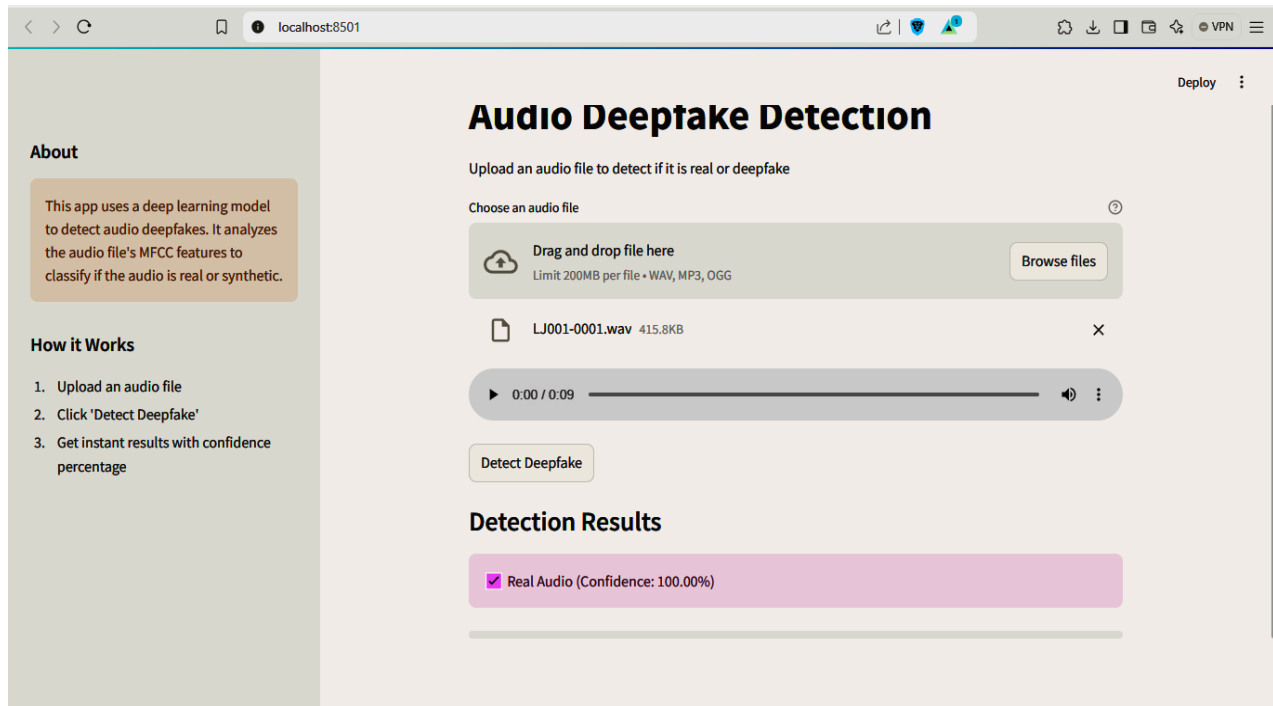 localhost:8501
1
VPN
Deploy
About
This app uses a deep learning model
to detect audio deepfakes. It analyzes
the audio file's MFCC features to
classify if the audio is real or synthetic.
How it Works
1. Upload an audio file
2. Click 'Detect Deepfake'
3. Get instant results with confidence
percentage
Audio Deepfake Detection
Upload an audio file to detect if it is real or deepfake
Choose an audio file
?
Drag and drop file here
Limit 200MB per file • WAV, MP3, OGG
Browse files
LJ001-0001.wav 415.8KB
0:00 / 0:09
Detect Deepfake
Detection Results
Real Audio (Confidence: 100.00%)